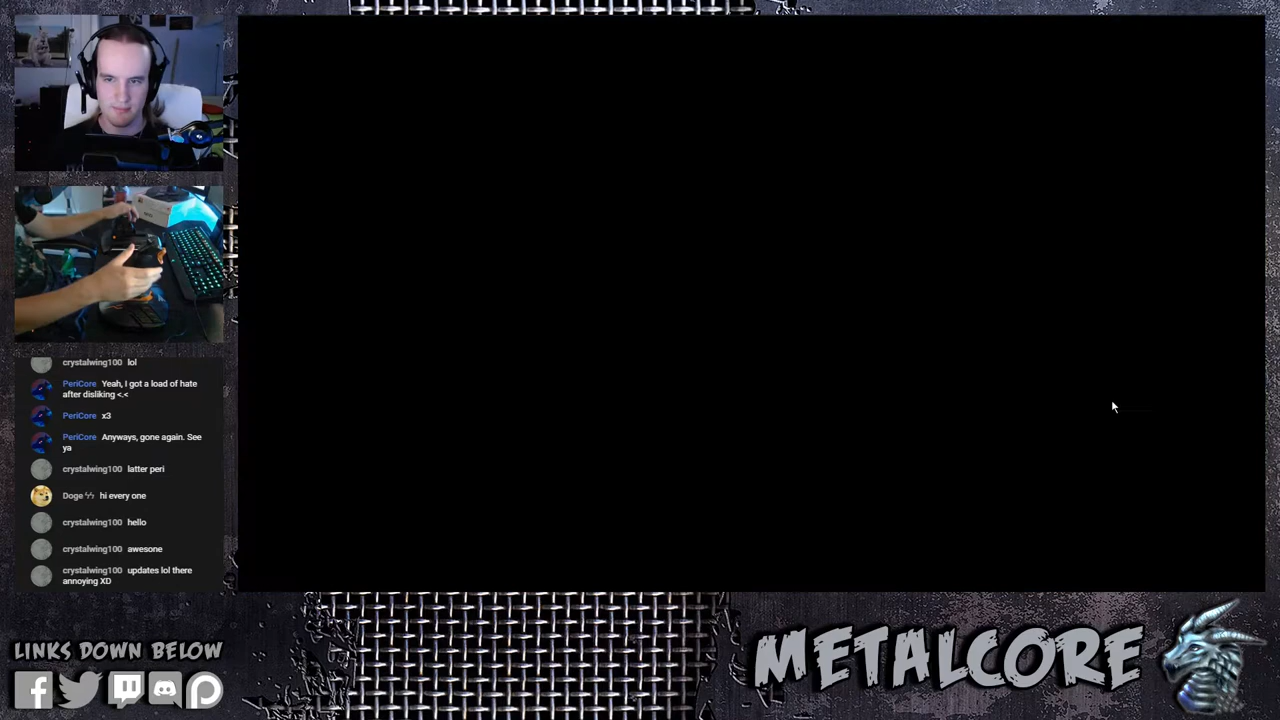 crystalwing100 lol
PeriCore Yeah, I got a load of hate
after disliking <.<
PeriCore x3
PeriCore Anyways, gone again. See
ya
crystalwing100 latter peri
Doge ϟϟ hi every one
crystalwing100 hello
crystalwing100 awesone
crystalwing100 updates lol there
annoying XD
LINKS DOWN BELOW
METALCORE